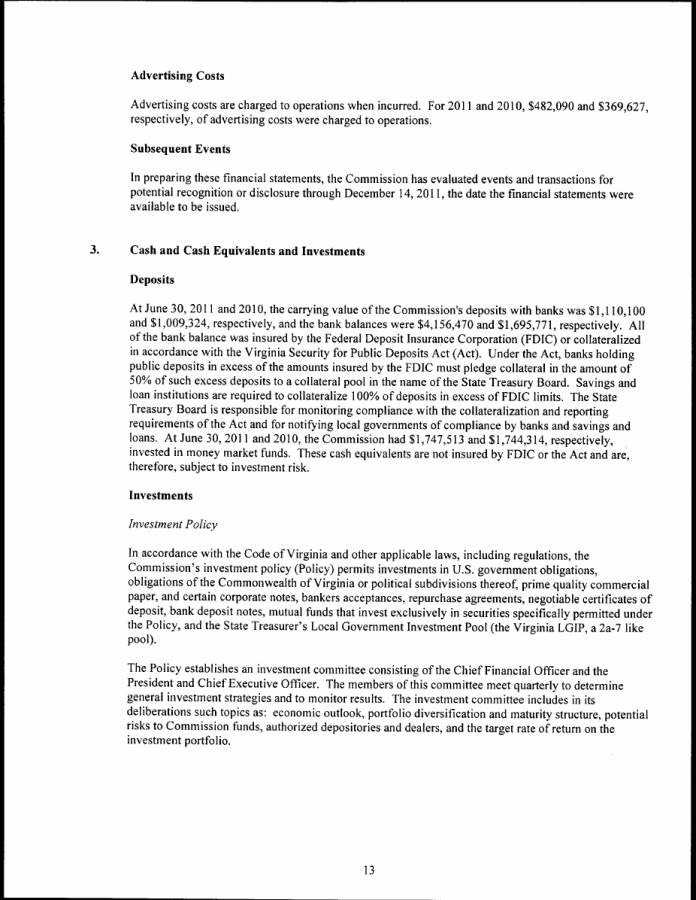 Advertising Costs
Advertising costs are charged to operations when incurred. For 2011 and 2010, $482,090 and $369,627,
respectively, of advertising costs were charged to operations.
Subsequent Events
In preparing these financial statements, the Commission has evaluated events and transactions for
potential recognition or disclosure through December 14, 2011, the date the financial statements were
available to be issued.
3. Cash and Cash Equivalents and Investments
Deposits
At June 30, 2011 and 2010, the carrying value of the Commission's deposits with banks was $1,110,100
and $1,009,324, respectively, and the bank balances were $4,156,470 and $1,695,771, respectively. All
of the bank balance was insured by the Federal Deposit Insurance Corporation (FDIC) or collateralized
in accordance with the Virginia Security for Public Deposits Act (Act). Under the Act, banks holding
public deposits in excess of the amounts insured by the FDIC must pledge collateral in the amount of
50% of such excess deposits to a collateral pool in the name of the State Treasury Board. Savings and
loan institutions are required to collateralize 100% of deposits in excess of FDIC limits. The State
Treasury Board is responsible for monitoring compliance with the collateralization and reporting
requirements of the Act and for notifying local governments of compliance by banks and savings and
loans. At June 30, 2011 and 2010, the Commission had $1,747,513 and $1,744,314, respectively,
invested in money market funds. These cash equivalents are not insured by FDIC or the Act and are,
therefore, subject to investment risk.
Investments
Investment Policy
In accordance with the Code of Virginia and other applicable laws, including regulations, the
Commission's investment policy (Policy) permits investments in U.S. government obligations,
obligations of the Commonwealth of Virginia or political subdivisions thereof, prime quality commercial
paper, and certain corporate notes, bankers acceptances, repurchase agreements, negotiable certificates of
deposit, bank deposit notes, mutual funds that invest exclusively in securities specifically permitted under
the Policy, and the State Treasurer's Local Government Investment Pool (the Virginia LGIP, a 2a-7 like
pool).
The Policy establishes an investment committee consisting of the Chief Financial Officer and the
President and Chief Executive Officer. The members of this committee meet quarterly to determine
general investment strategies and to monitor results. The investment committee includes in its
deliberations such topics as: economic outlook, portfolio diversification and maturity structure, potential
risks to Commission funds, authorized depositories and dealers, and the target rate of return on the
investment portfolio.
13